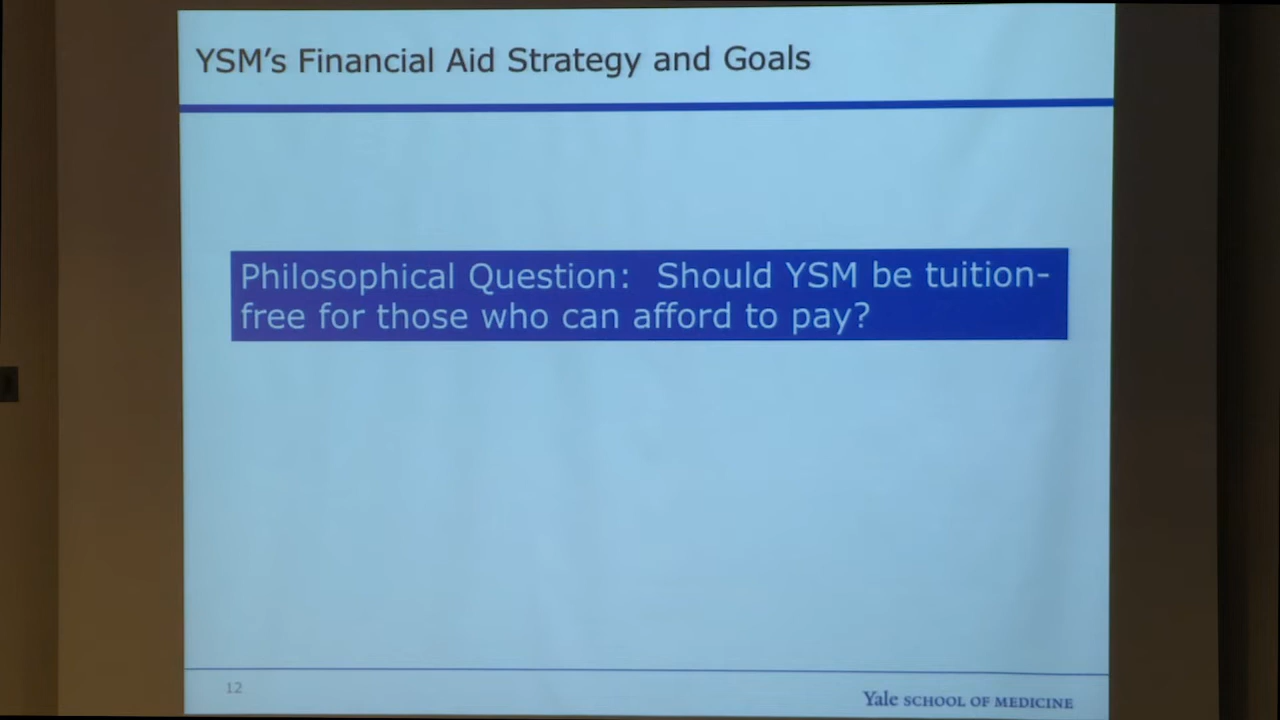 YSM's Financial Aid Strategy and Goals
Philosophical Question: Should YSM be tuition-
free for those who can afford to pay?
12
Yale SCHOOL OF MEDICINE